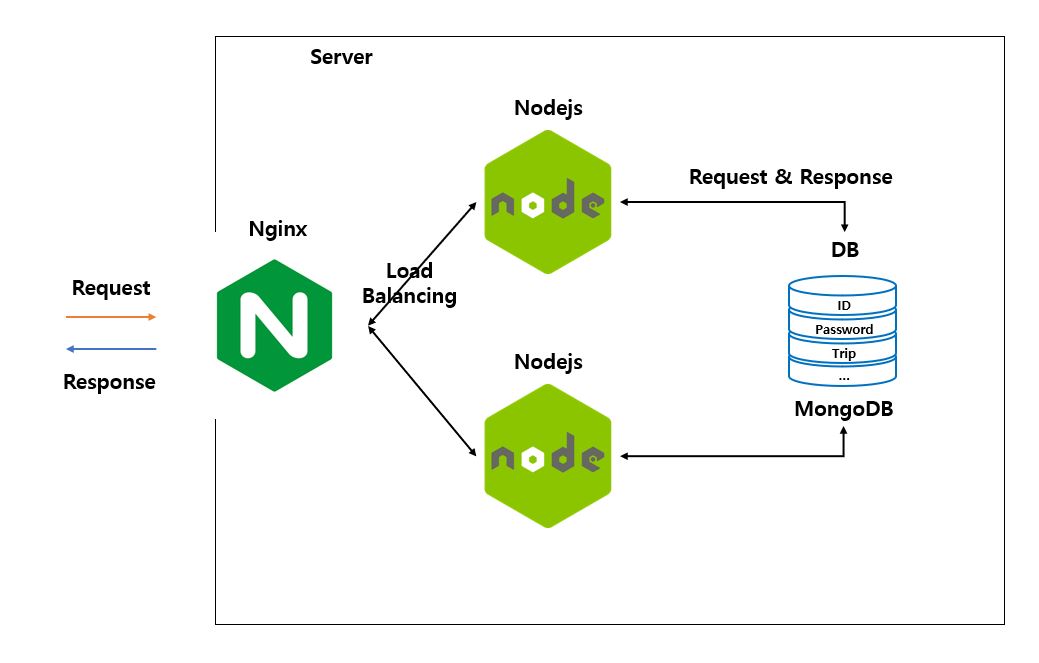 Server
Nodejs
node
Request & Response
Nginx
N
DB
Load
Balancing
Request
Response
ID
Password
Trip
...
MongoDB
Nodejs
node